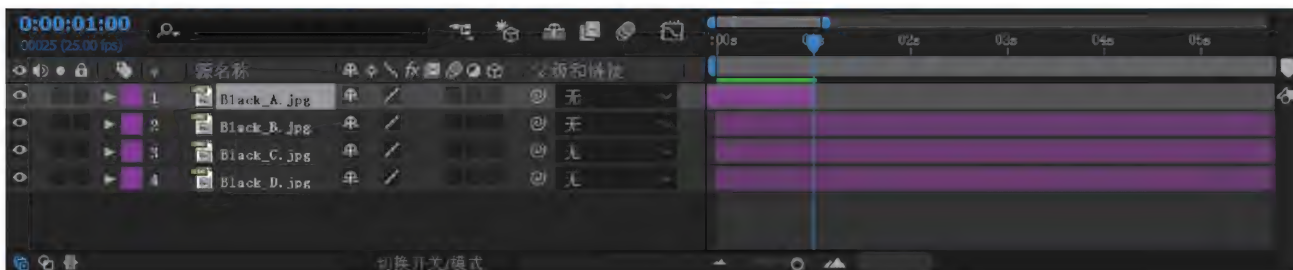 0:00:01:00
00025 (25.00 fps)
:00s 02s 03s 04s 05s
源名称 fx 父级和链接
1 Black_A.jpg 无
2 Black_B.jpg 无
3 Black_C.jpg 无
4 Black_D.jpg 无
切换开关/模式